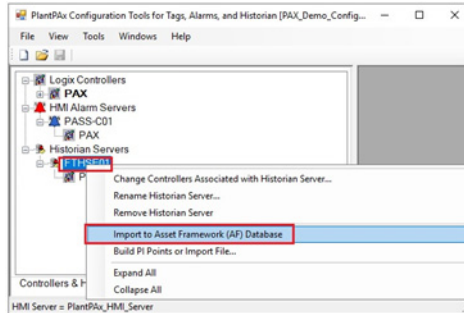 PlantPAx Configuration Tools for Tags, Alarms, and Historian [PAX_Demo_Config...
File View Tools Windows Help
Logix Controllers
PAX
HMI Alarm Servers
PASS-C01
PAX
Historian Servers
FTHSE01
P
Change Controllers Associated with Historian Server...
Rename Historian Server...
Remove Historian Server
Import to Asset Framework (AF) Database
Build PI Points or Import File...
Expand All
Collapse All
Controllers & H
HMI Server = PlantPAx_HMI_Server